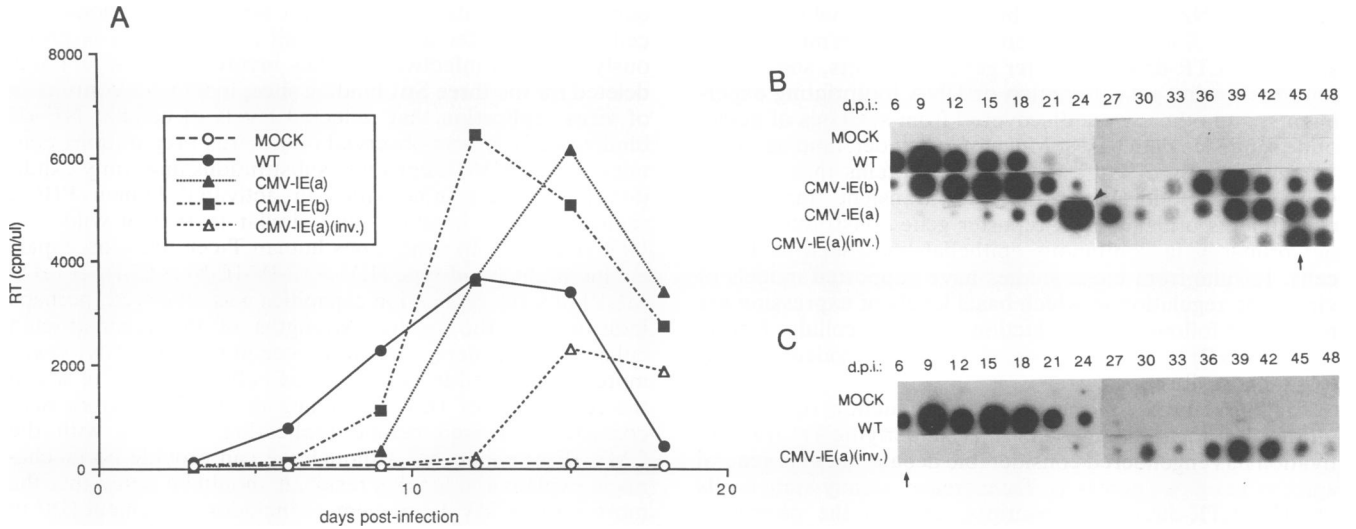 A
8000
6000
4000
2000
0
RT (cpm/ul)
MOCK
WT
CMV-IE(a)
CMV-IE(b)
CMV-IE(a)(inv.)
0 10 20
days post-infection
B
d.p.i.: 6 9 12 15 18 21 24 27 30 33 36 39 42 45 48
MOCK
WT
CMV-IE(b)
CMV-IE(a)
CMV-IE(a)(inv.)
C
d.p.i.: 6 9 12 15 18 21 24 27 30 33 36 39 42 45 48
MOCK
WT
CMV-IE(a)(inv.)